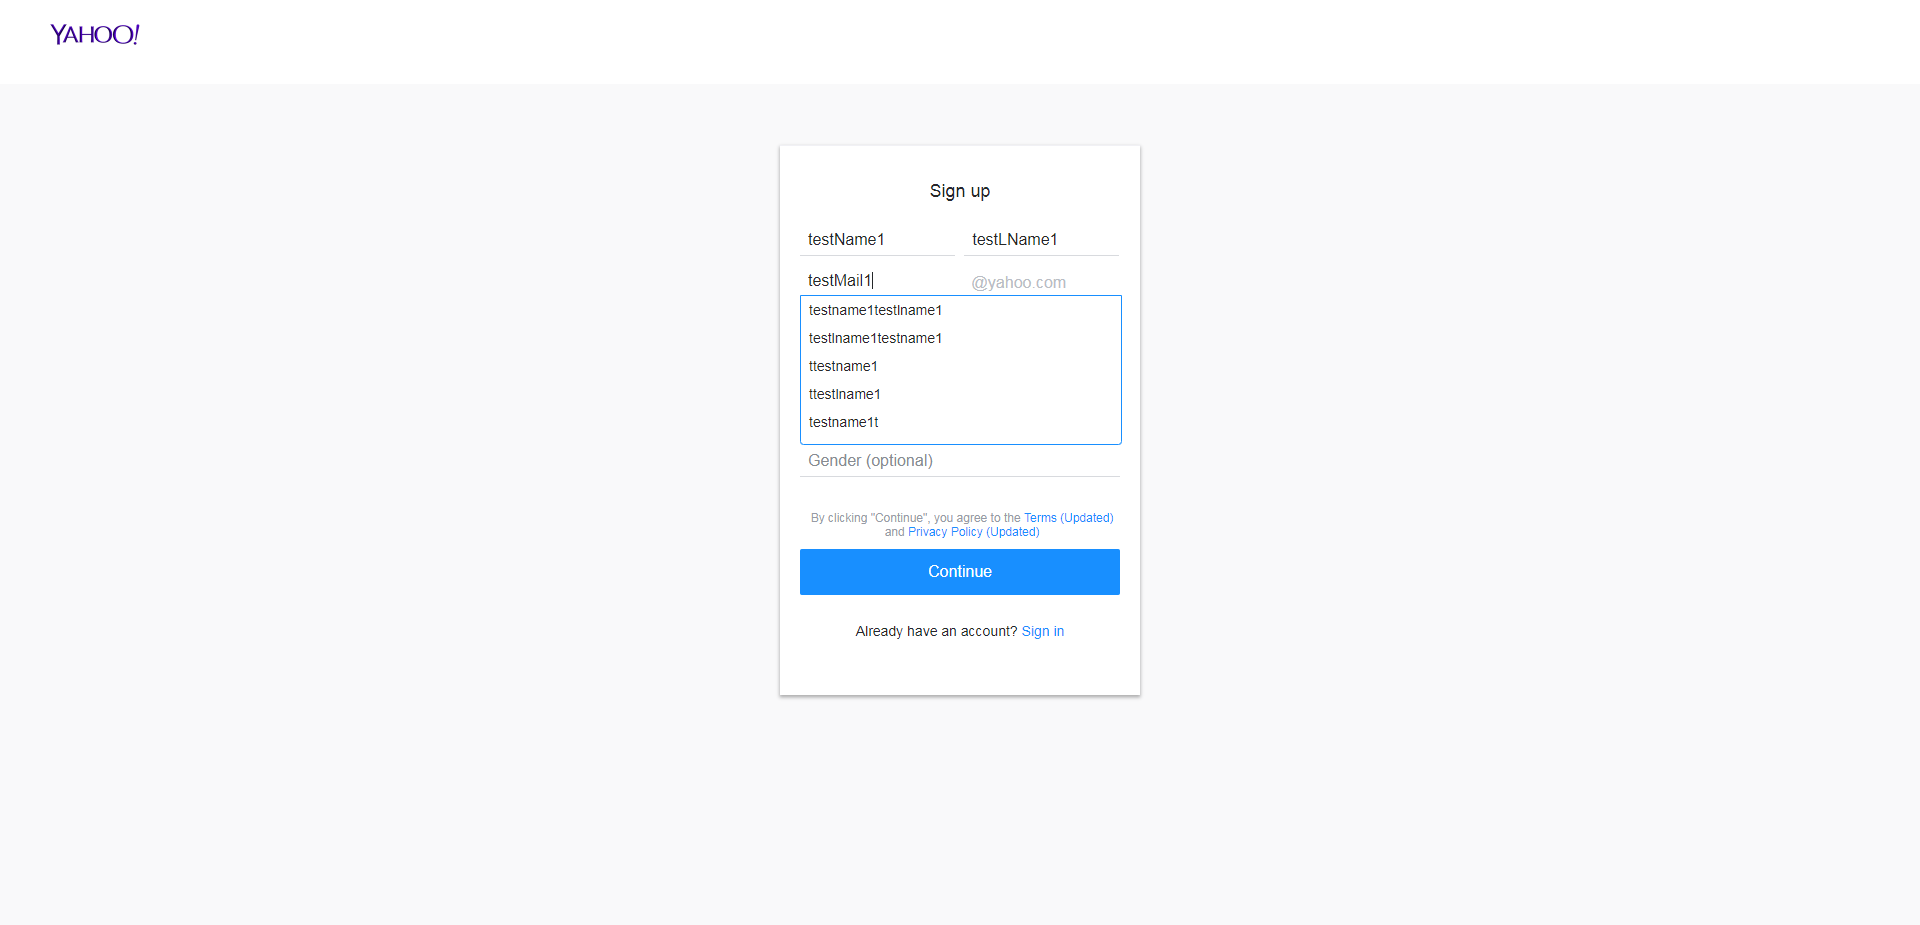 YAHOO!
Sign up
testName1 testLName1
testMail1 @yahoo.com
testname1testlname1
testlname1testname1
ttestname1
ttestlname1
testname1t
Gender (optional)
By clicking "Continue", you agree to the Terms (Updated)
and Privacy Policy (Updated)
Continue
Already have an account? Sign in